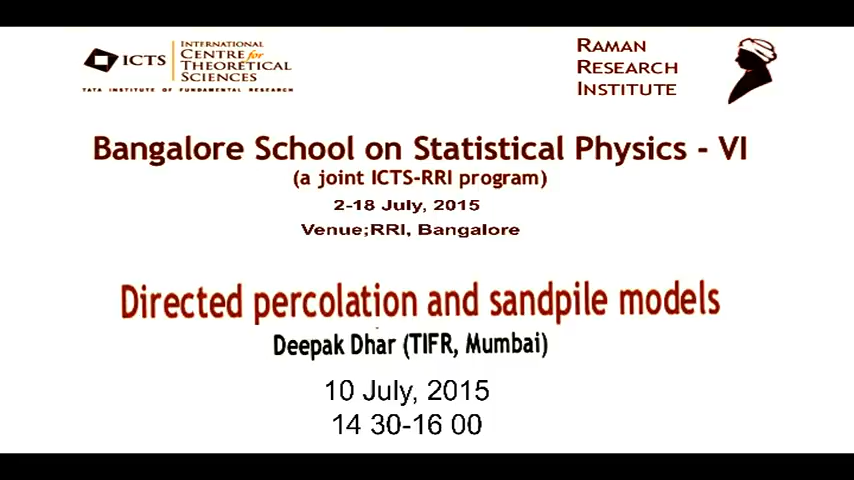 ICTS
INTERNATIONAL
CENTRE for
THEORETICAL
SCIENCES
TATA INSTITUTE OF FUNDAMENTAL RESEARCH
RAMAN
RESEARCH
INSTITUTE
Bangalore School on Statistical Physics - VI
(a joint ICTS-RRI program)
2-18 July, 2015
Venue;RRI, Bangalore
Directed percolation and sandpile models
Deepak Dhar (TIFR, Mumbai)
10 July, 2015
14 30-16 00